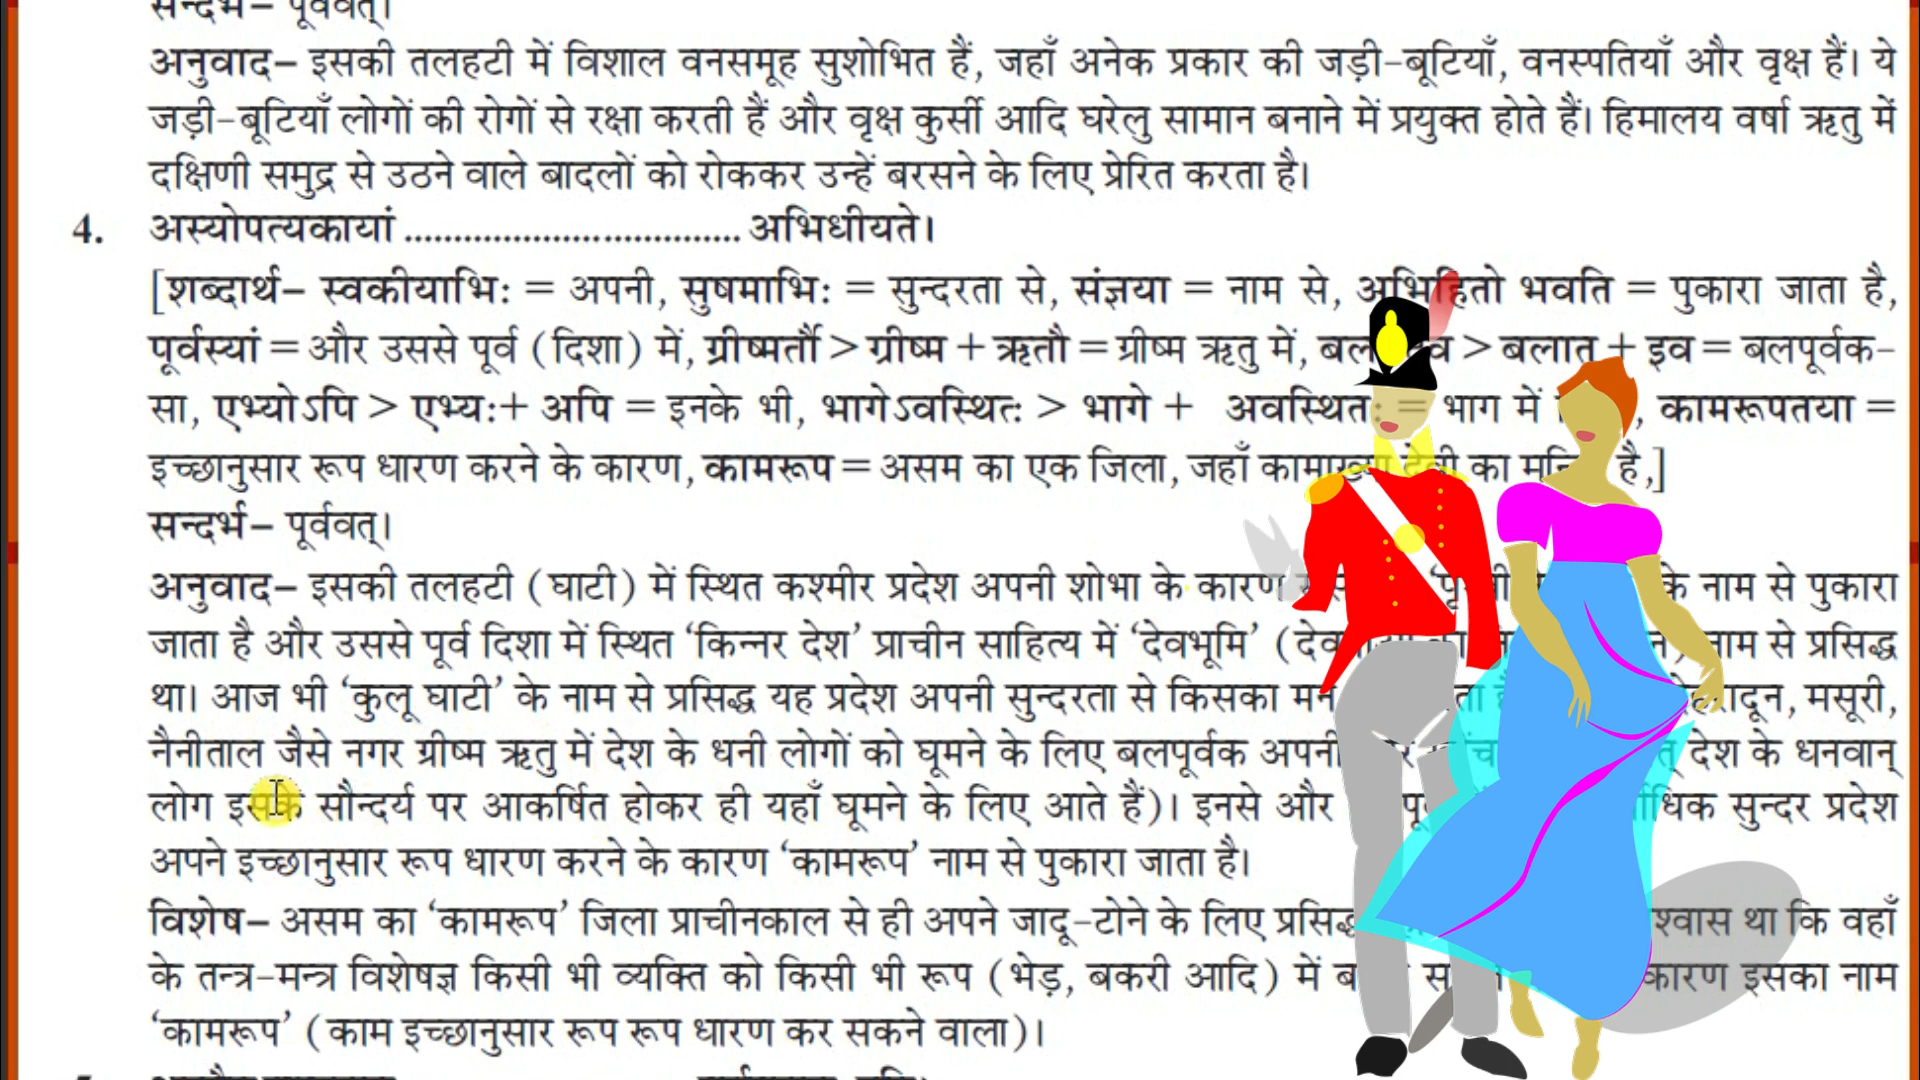 सन्दर्भ– पूर्ववत्।
अनुवाद– इसकी तलहटी में विशाल वनसमूह सुशोभित हैं, जहाँ अनेक प्रकार की जड़ी-बूटियाँ, वनस्पतियाँ और वृक्ष हैं। ये
जड़ी-बूटियाँ लोगों की रोगों से रक्षा करती हैं और वृक्ष कुर्सी आदि घरेलु सामान बनाने में प्रयुक्त होते हैं। हिमालय वर्षा ऋतु में
दक्षिणी समुद्र से उठने वाले बादलों को रोककर उन्हें बरसने के लिए प्रेरित करता है।
4. अस्योपत्यकायां .................................. अभिधीयते।
[शब्दार्थ– स्वकीयाभिः = अपनी, सुषमाभिः = सुन्दरता से, संज्ञया = नाम से, अभिहितो भवति = पुकारा जाता है,
पूर्वस्यां = और उससे पूर्व (दिशा) में, ग्रीष्मर्तौ > ग्रीष्म + ऋतौ = ग्रीष्म ऋतु में, > बलात् + इव = बलपूर्वक-
सा, एभ्योऽपि > एभ्यः+ अपि = इनके भी, भागेऽवस्थितः > भागे + अवस्थितः = भाग में , कामरूपतया =
इच्छानुसार रूप धारण करने के कारण, कामरूप = असम का एक जिला, जहाँ कामाख्या देवी का है,]
सन्दर्भ– पूर्ववत्।
अनुवाद– इसकी तलहटी (घाटी) में स्थित कश्मीर प्रदेश अपनी शोभा के कारण के नाम से पुकारा
जाता है और उससे पूर्व दिशा में स्थित ‘किन्नर देश’ प्राचीन साहित्य में ‘देवभूमि’ ( नाम से प्रसिद्ध
था। आज भी ‘कुलू घाटी’ के नाम से प्रसिद्ध यह प्रदेश अपनी सुन्दरता से किसका मन देहरादून, मसूरी,
नैनीताल जैसे नगर ग्रीष्म ऋतु में देश के धनी लोगों को घूमने के लिए बलपूर्वक अपनी देश के धनवान्
लोग इसके सौन्दर्य पर आकर्षित होकर ही यहाँ घूमने के लिए आते हैं)। इनसे और सुन्दर प्रदेश
अपने इच्छानुसार रूप धारण करने के कारण ‘कामरूप’ नाम से पुकारा जाता है।
विशेष– असम का ‘कामरूप’ जिला प्राचीनकाल से ही अपने जादू-टोने के लिए प्रसिद्ध था कि वहाँ
के तन्त्र-मन्त्र विशेषज्ञ किसी भी व्यक्ति को किसी भी रूप (भेड़, बकरी आदि) में कारण इसका नाम
‘कामरूप’ (काम इच्छानुसार रूप रूप धारण कर सकने वाला)।